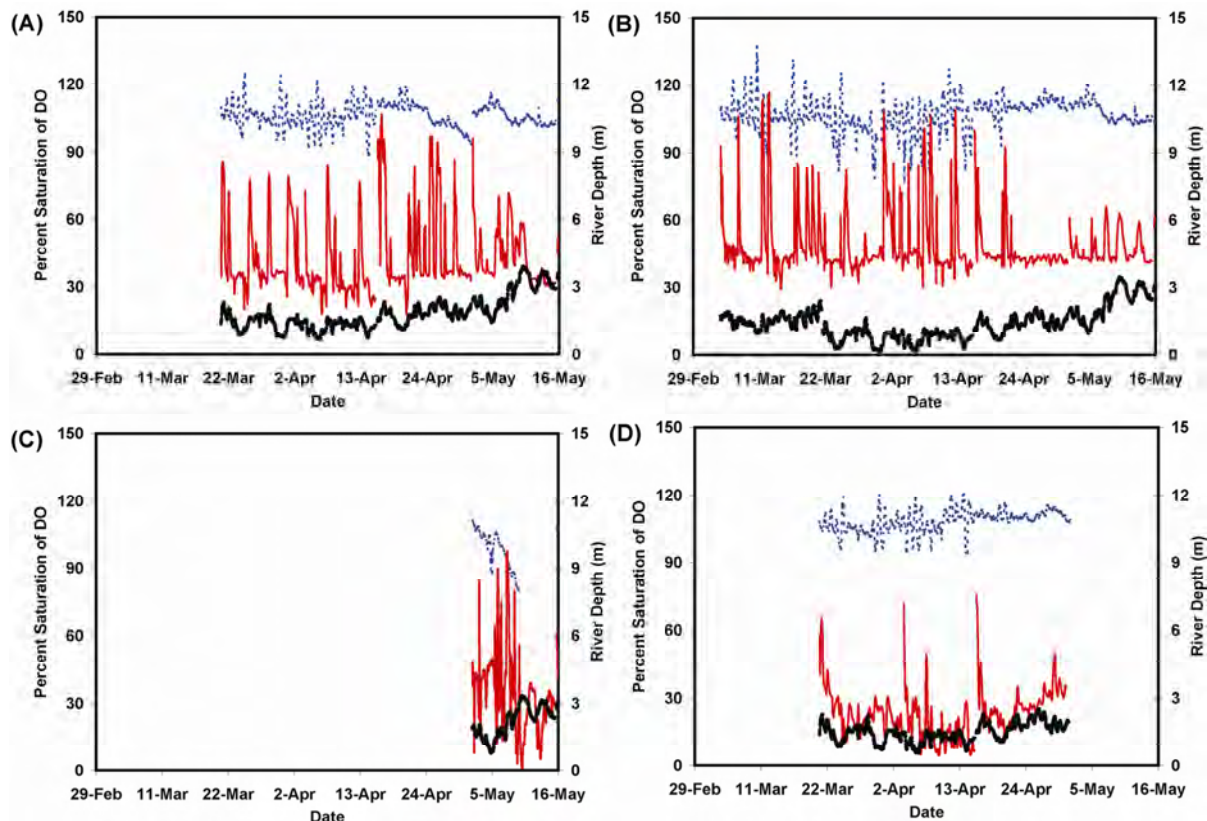 (A)
Percent Saturation of DO
150
120
90
60
30
0
15
12
9
6
3
0
River Depth (m)
29-Feb 11-Mar 22-Mar 2-Apr 13-Apr 24-Apr 5-May 16-May
Date
(B)
Percent Saturation of DO
150
120
90
60
30
0
15
12
9
6
3
0
River Depth (m)
29-Feb 11-Mar 22-Mar 2-Apr 13-Apr 24-Apr 5-May 16-May
Date
(C)
Percent Saturation of DO
150
120
90
60
30
0
15
12
9
6
3
0
River Depth (m)
29-Feb 11-Mar 22-Mar 2-Apr 13-Apr 24-Apr 5-May 16-May
Date
(D)
Percent Saturation of DO
150
120
90
60
30
0
15
12
9
6
3
0
River Depth (m)
29-Feb 11-Mar 22-Mar 2-Apr 13-Apr 24-Apr 5-May 16-May
Date